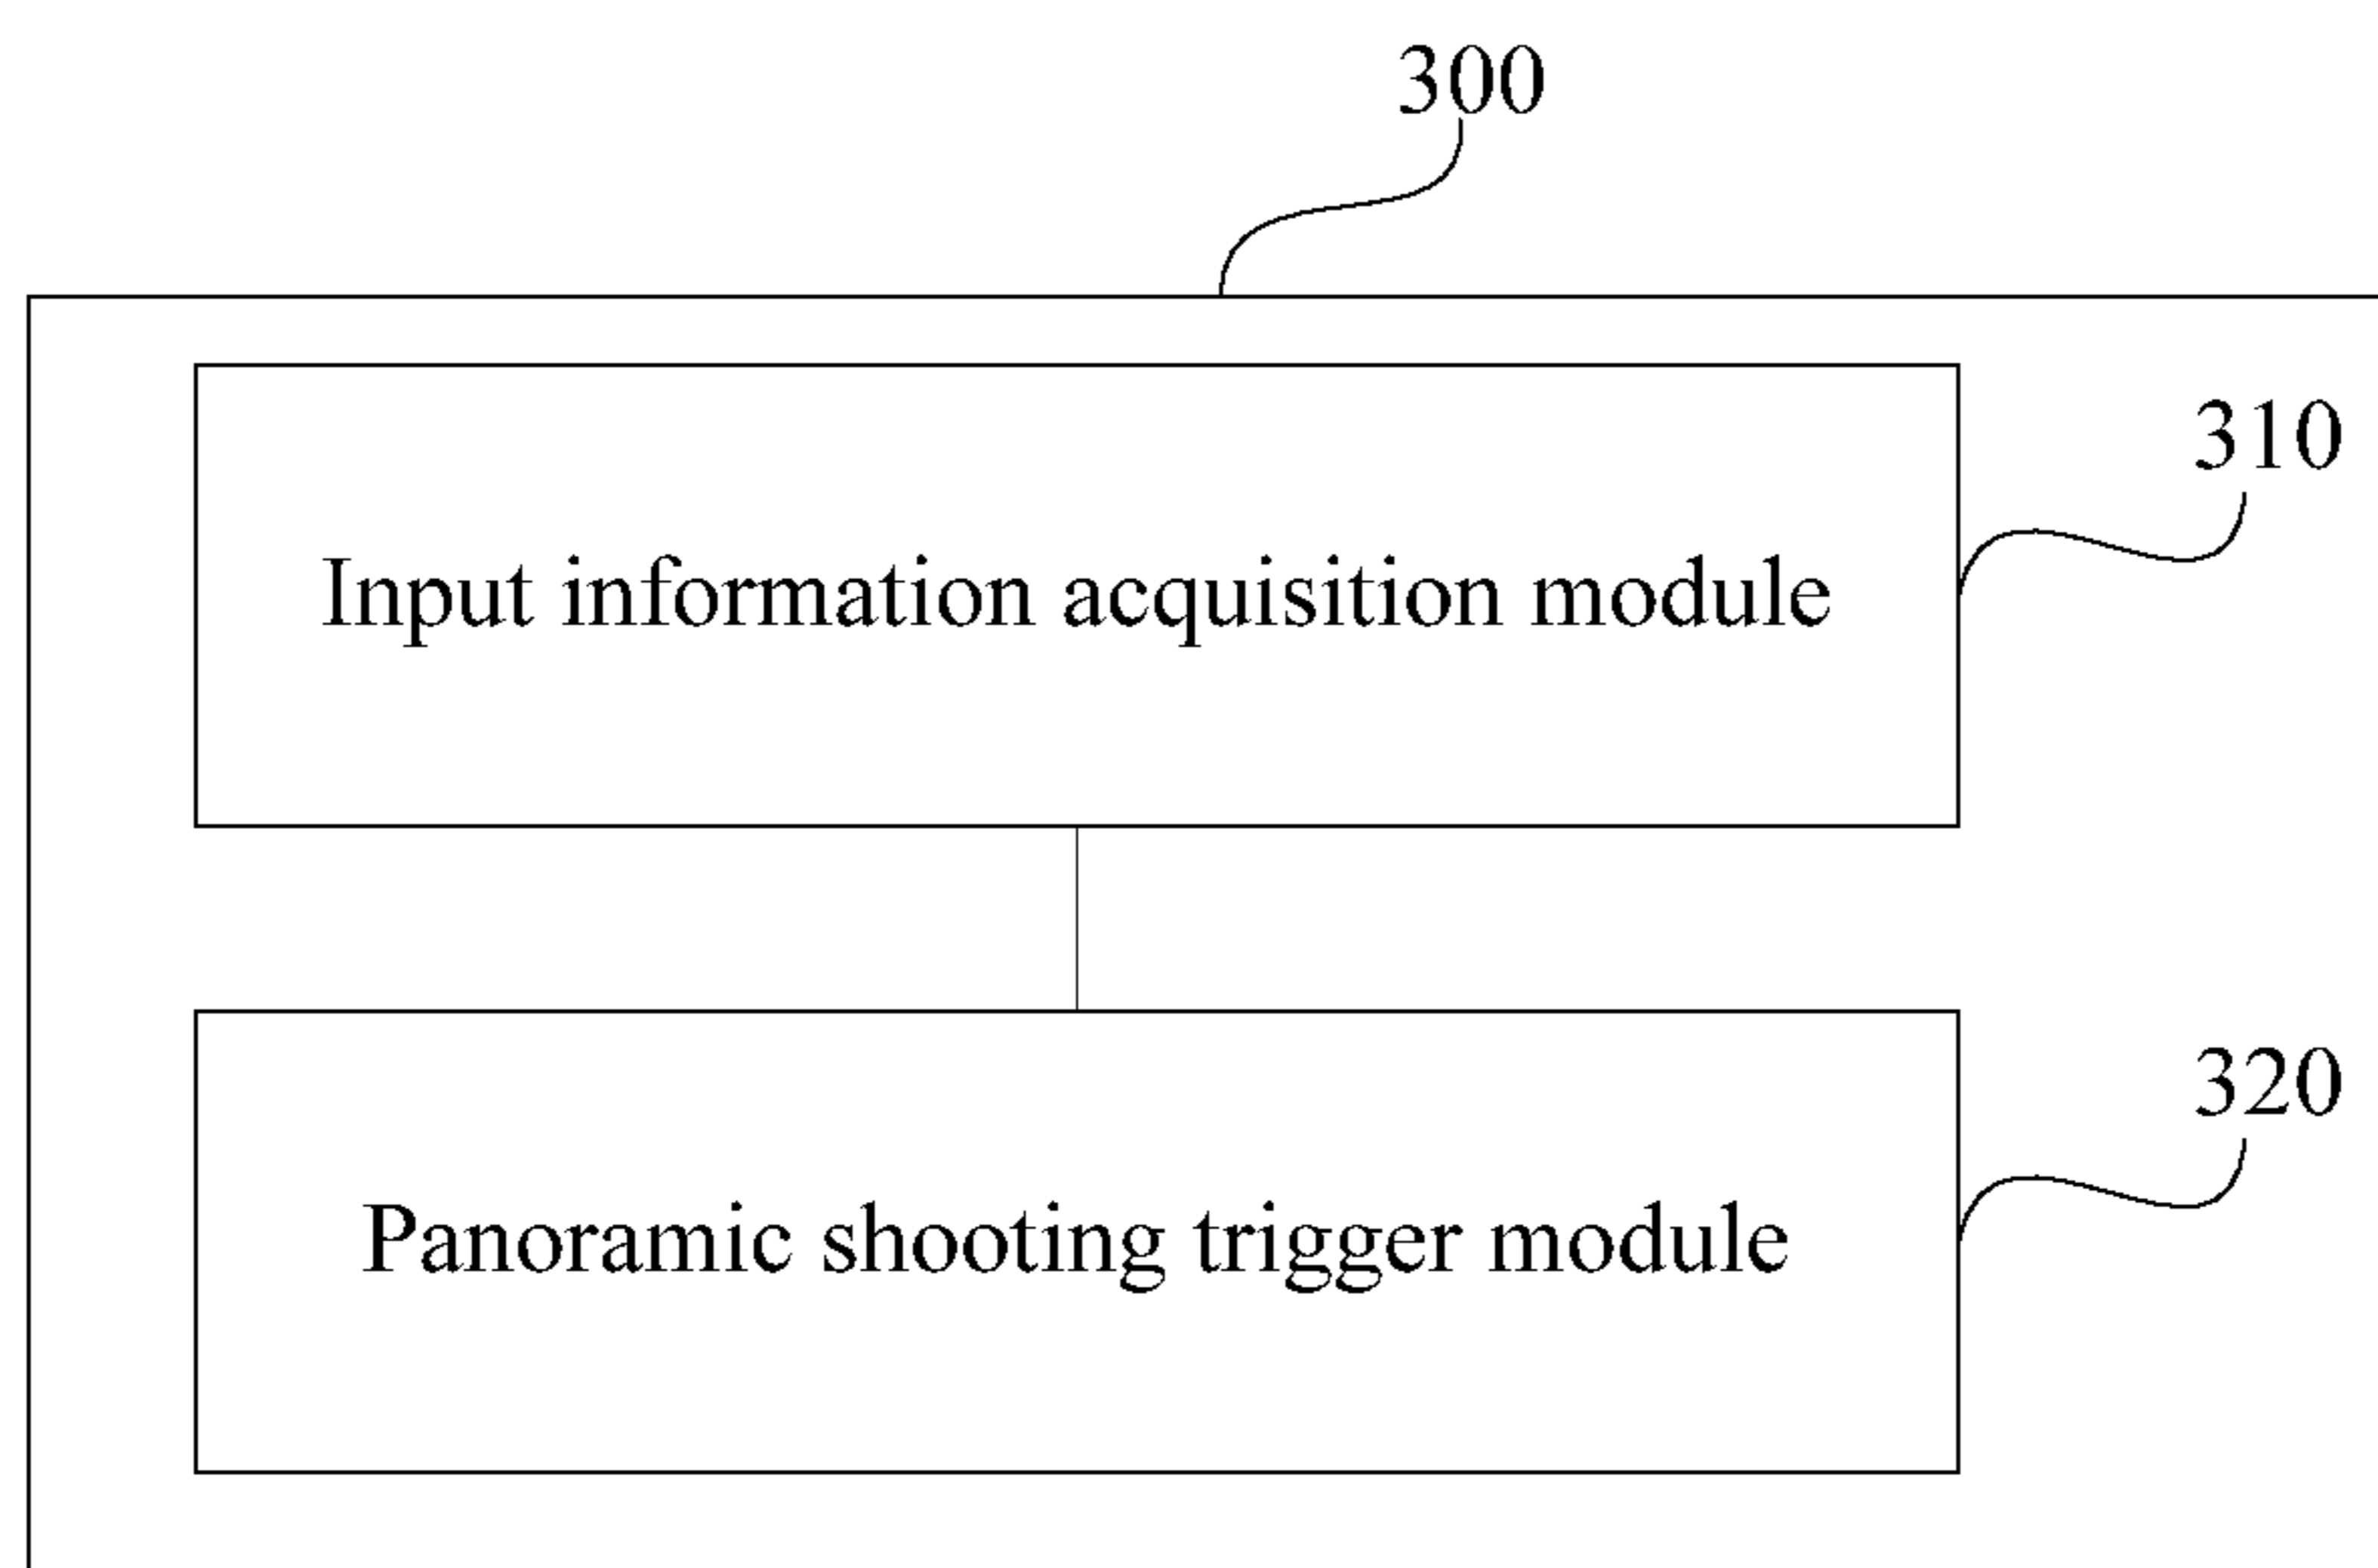 300
310
Input information acquisition module
320
Panoramic shooting trigger module